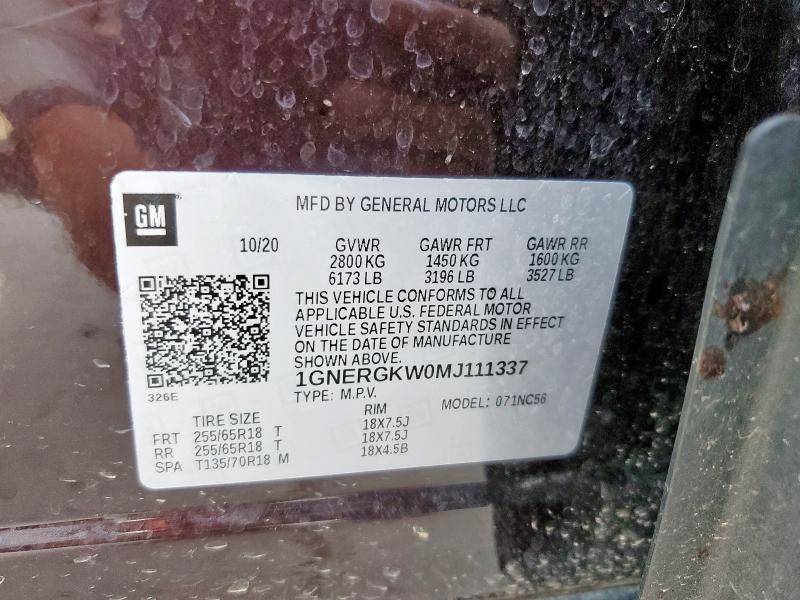 GM
MFD BY GENERAL MOTORS LLC
10/20 GVWR GAWR FRT GAWR RR
2800 KG 1450 KG 1600 KG
6173 LB 3196 LB 3527 LB
THIS VEHICLE CONFORMS TO ALL
APPLICABLE U.S. FEDERAL MOTOR
VEHICLE SAFETY STANDARDS IN EFFECT
ON THE DATE OF MANUFACTURE
SHOWN ABOVE.
1GNERGKW0MJ111337
326E
TYPE: M.P.V. MODEL: 071NC56
TIRE SIZE RIM
FRT 255/65R18 T 18X7.5J
RR 255/65R18 T 18X7.5J
SPA T135/70R18 M 18X4.5B